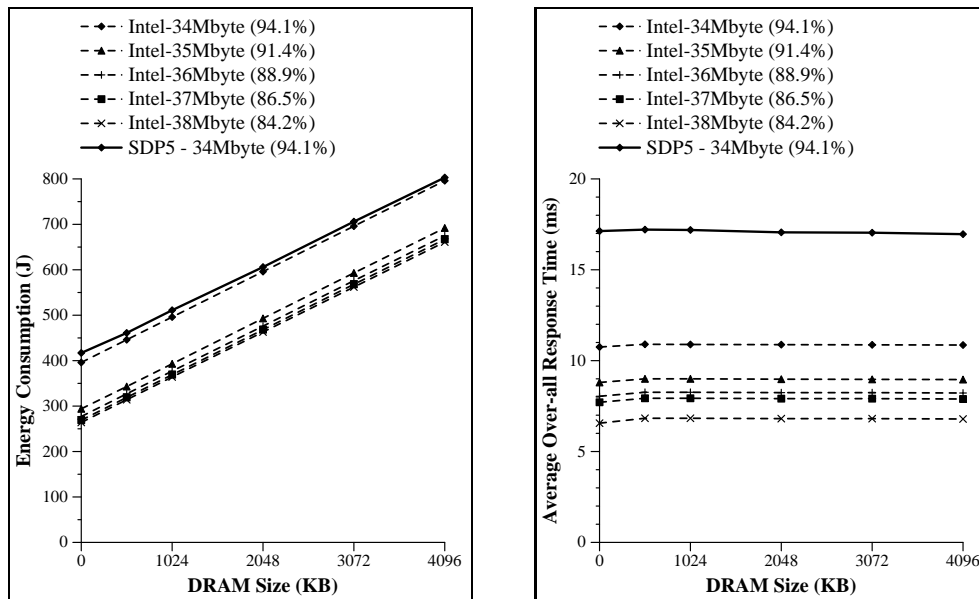 Intel-34Mbyte (94.1%)
Intel-35Mbyte (91.4%)
Intel-36Mbyte (88.9%)
Intel-37Mbyte (86.5%)
Intel-38Mbyte (84.2%)
SDP5 - 34Mbyte (94.1%)
800
700
600
500
400
300
200
100
0
Energy Consumption (J)
0 1024 2048 3072 4096
DRAM Size (KB)
Intel-34Mbyte (94.1%)
Intel-35Mbyte (91.4%)
Intel-36Mbyte (88.9%)
Intel-37Mbyte (86.5%)
Intel-38Mbyte (84.2%)
SDP5 - 34Mbyte (94.1%)
20
15
10
5
0
Average Over-all Response Time (ms)
0 1024 2048 3072 4096
DRAM Size (KB)